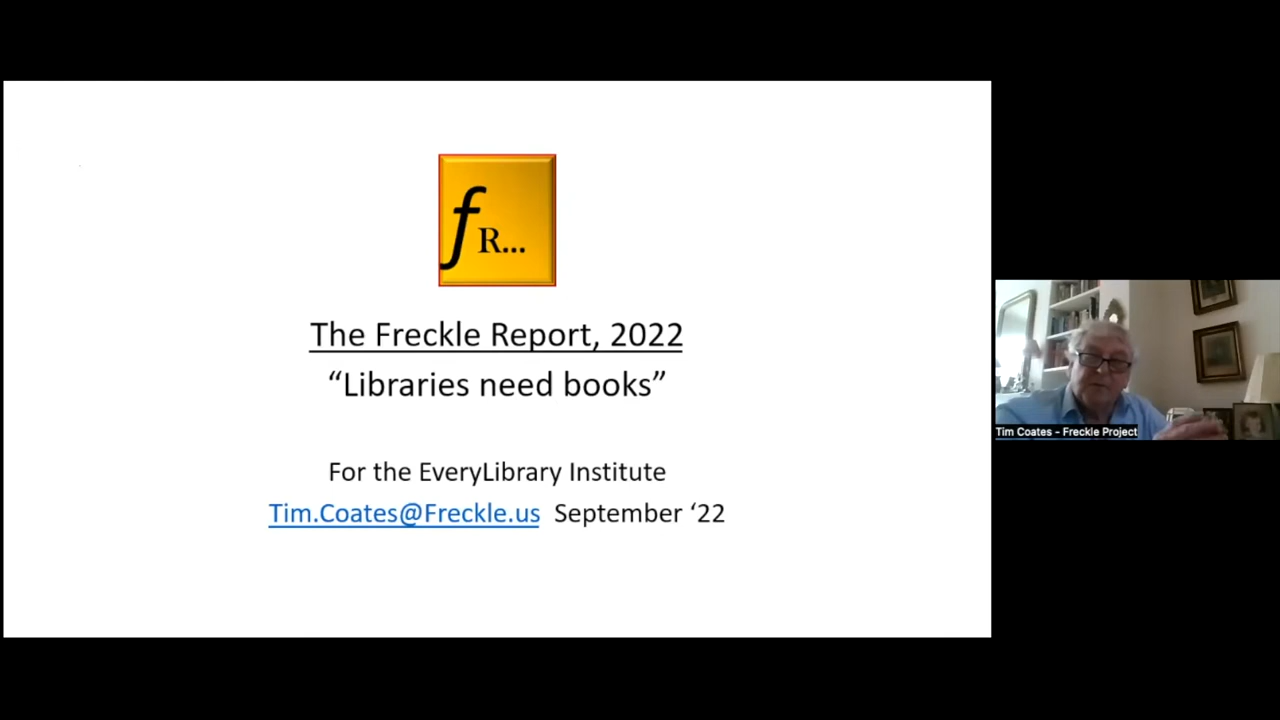 f R...
The Freckle Report, 2022
“Libraries need books”
For the EveryLibrary Institute
Tim.Coates@Freckle.us September ‘22
Tim Coates - Freckle Project